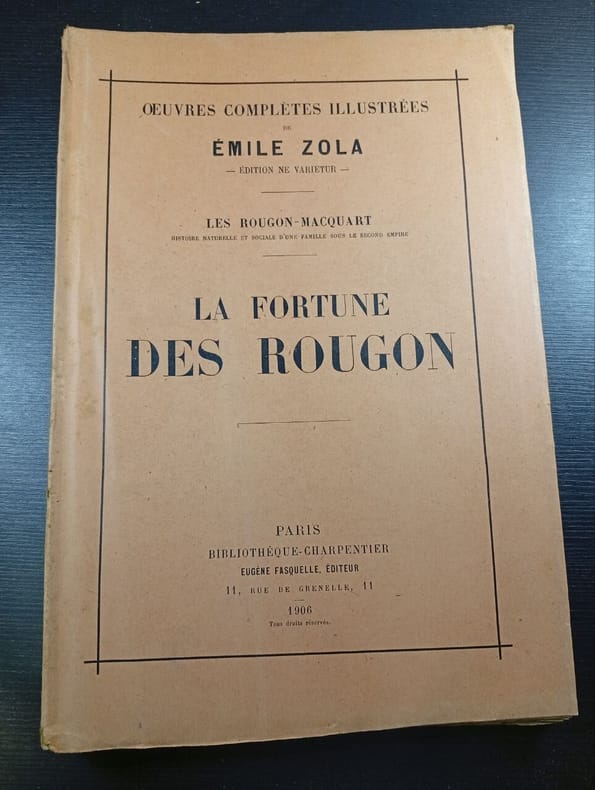 ŒUVRES COMPLÈTES ILLUSTRÉES
DE
ÉMILE ZOLA
— ÉDITION NE VARIETUR —
LES ROUGON-MACQUART
HISTOIRE NATURELLE ET SOCIALE D'UNE FAMILLE SOUS LE SECOND EMPIRE
LA FORTUNE
DES ROUGON
PARIS
BIBLIOTHÈQUE-CHARPENTIER
EUGÈNE FASQUELLE, ÉDITEUR
11, RUE DE GRENELLE, 11
1906
Tous droits réservés.